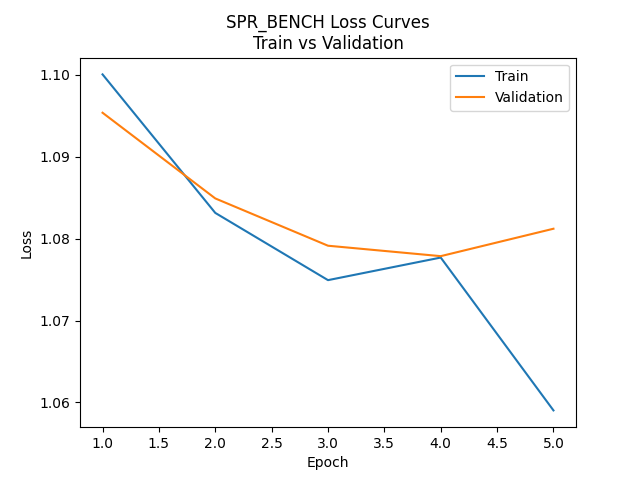 SPR_BENCH Loss Curves
Train vs Validation
Train
Validation
1.10
1.09
1.08
1.07
1.06
Loss
1.0 1.5 2.0 2.5 3.0 3.5 4.0 4.5 5.0
Epoch